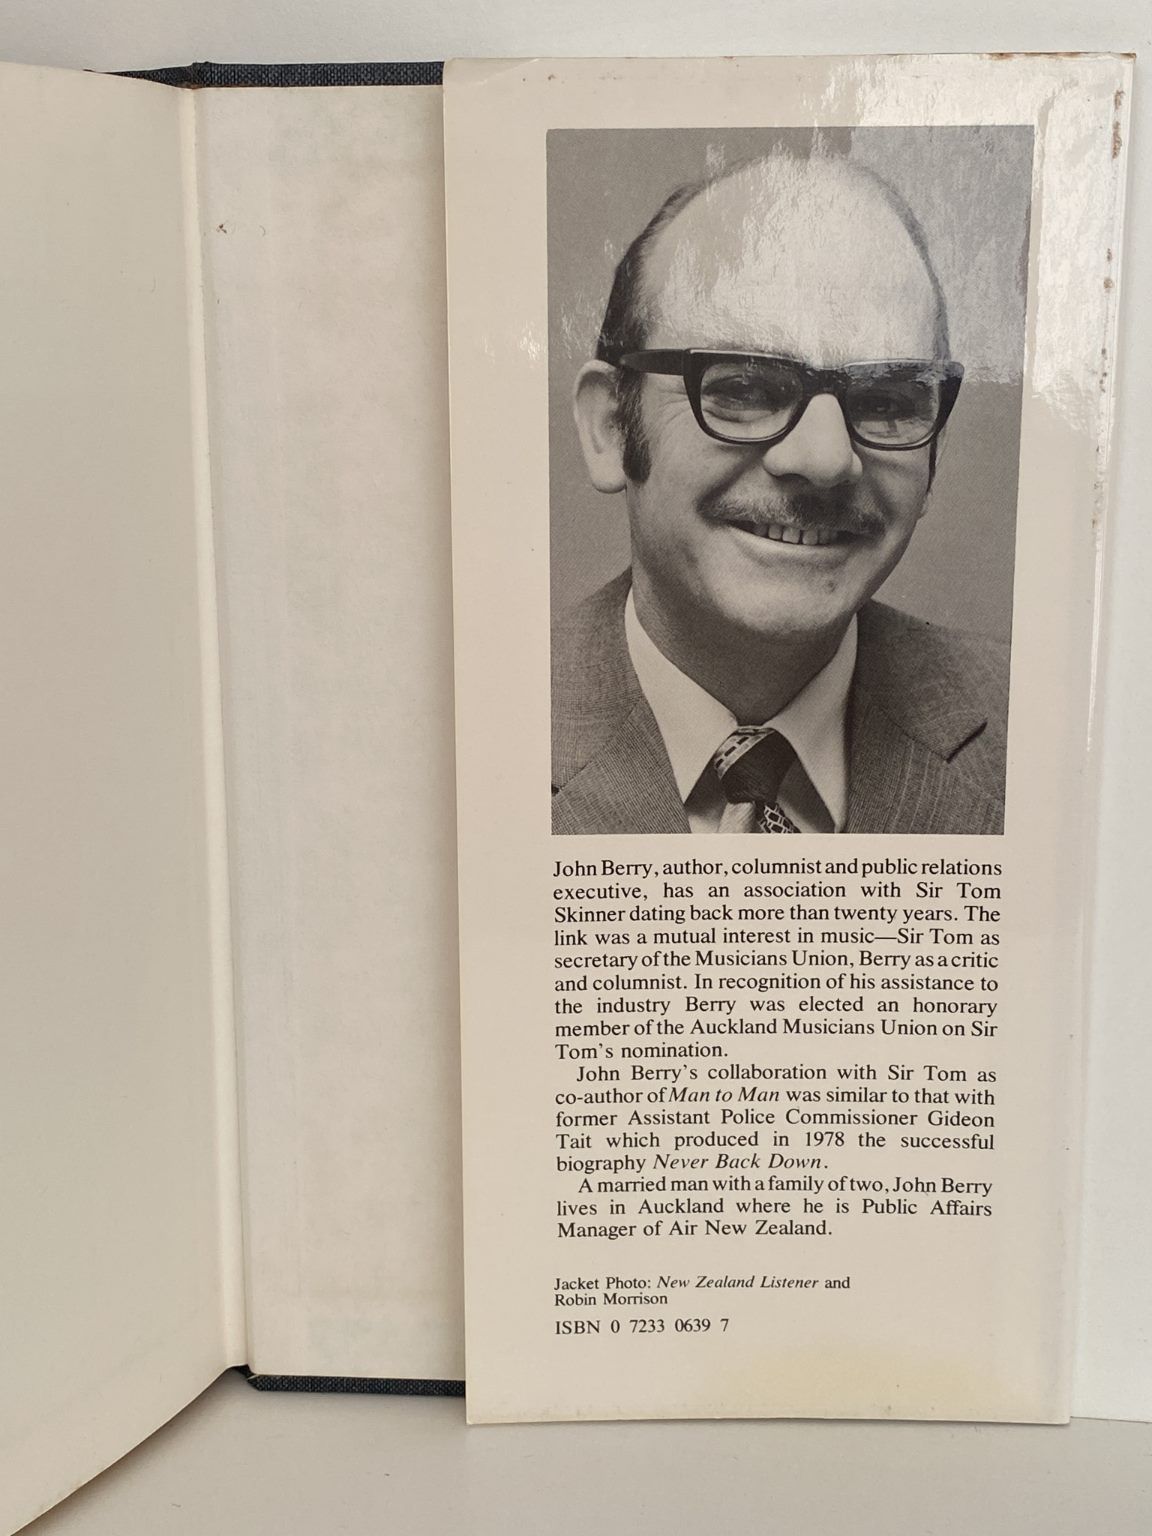 John Berry, author, columnist and public relations
executive, has an association with Sir Tom
Skinner dating back more than twenty years. The
link was a mutual interest in music—Sir Tom as
secretary of the Musicians Union, Berry as a critic
and columnist. In recognition of his assistance to
the industry Berry was elected an honorary
member of the Auckland Musicians Union on Sir
Tom's nomination.
John Berry's collaboration with Sir Tom as
co-author of Man to Man was similar to that with
former Assistant Police Commissioner Gideon
Tait which produced in 1978 the successful
biography Never Back Down.
A married man with a family of two, John Berry
lives in Auckland where he is Public Affairs
Manager of Air New Zealand.
Jacket Photo: New Zealand Listener and
Robin Morrison
ISBN 0 7233 0639 7